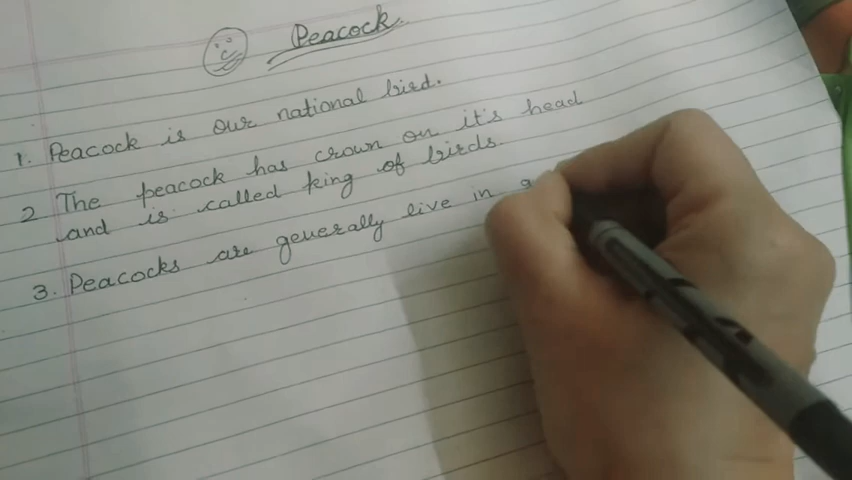 Peacock
1. Peacock is our national bird.
2 The peacock has crown on it's head
and is called king of birds.
3. Peacocks are generally live in